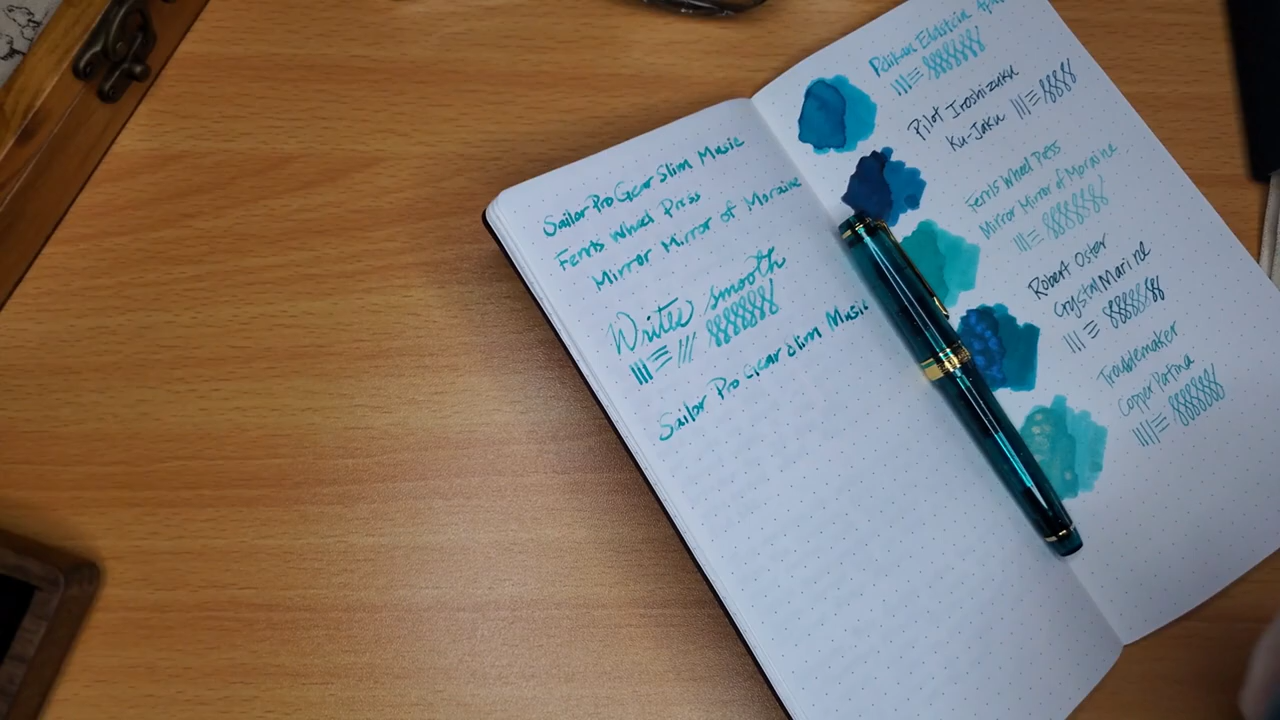 Sailor Pro Gear Slim Music
Ferris Wheel Press
Mirror Mirror of Moraine
Writes smooth
Sailor Pro Gear Slim Music
Pelikan Edelstein
Pilot Iroshizuku
Ku-Jaku
Ferris Wheel Press
Mirror Mirror of Moraine
Robert Oster
Crystal Marine
Troublemaker
Copper Patina